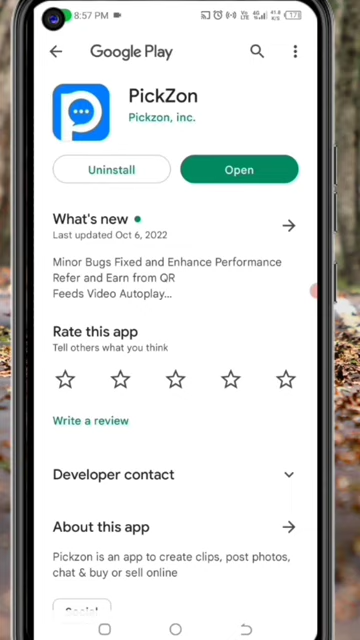 8:57 PM
Google Play
PickZon
Pickzon, inc.
Uninstall
Open
What's new
Last updated Oct 6, 2022
Minor Bugs Fixed and Enhance Performance
Refer and Earn from QR
Feeds Video Autoplay...
Rate this app
Tell others what you think
Write a review
Developer contact
About this app
Pickzon is an app to create clips, post photos,
chat & buy or sell online
Social